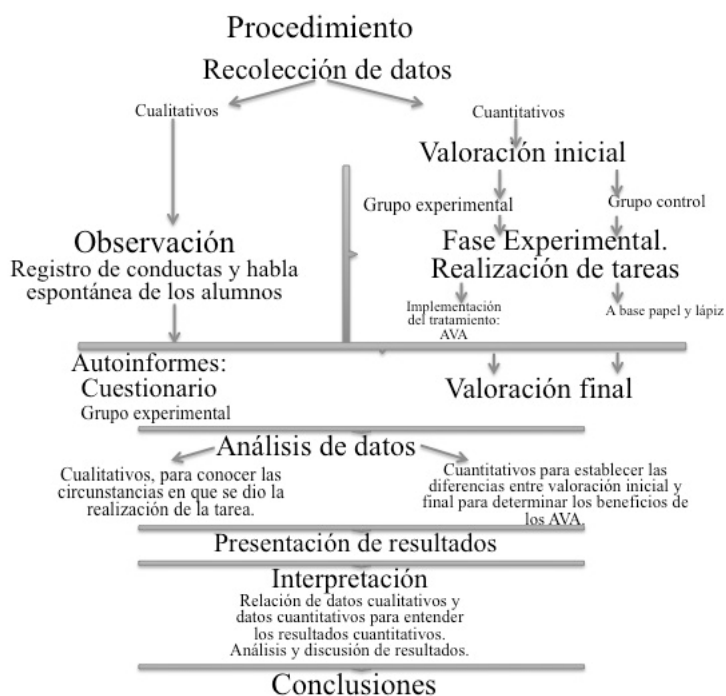 Procedimiento
Recolección de datos
Cualitativos
Cuantitativos
Valoración inicial
Grupo experimental
Grupo control
Observación
Registro de conductas y habla
espontánea de los alumnos
Fase Experimental.
Realización de tareas
Implementación
del tratamiento:
AVA
A base papel y lápiz
Autoinformes:
Cuestionario
Grupo experimental
Valoración final
Análisis de datos
Cualitativos, para conocer las
circunstancias en que se dio la
realización de la tarea.
Cuantitativos para establecer las
diferencias entre valoración inicial y
final para determinar los beneficios de
los AVA.
Presentación de resultados
Interpretación
Relación de datos cualitativos y
datos cuantitativos para entender
los resultados cuantitativos.
Análisis y discusión de resultados.
Conclusiones